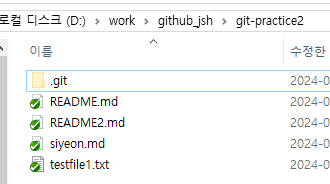 로컬 디스크 (D:) > work > github_jsh > git-practice2
이름 수정한
.git 2024-0
README.md 2024-0
README2.md 2024-0
siyeon.md 2024-0
testfile1.txt 2024-0